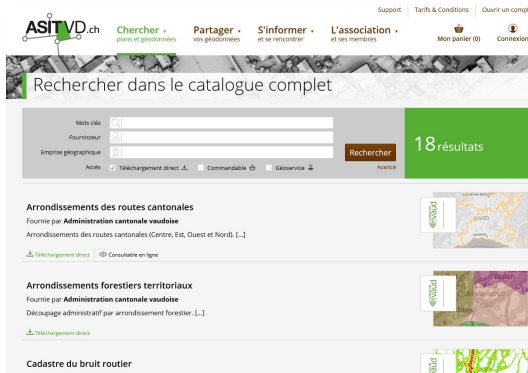 Support Tarifs & Conditions Ouvrir un compt
ASITVD.ch
Chercher Partager S'informer L'association
plans et géodonnées vos géodonnées et se rencontrer et ses membres
Mon panier (0) Connexion
Rechercher dans le catalogue complet
Mots clés
Fournisseur
Emprise géographique
Rechercher
18 résultats
Accès Téléchargement direct Commandable Géoservice
Avancé
Arrondissements des routes cantonales
Fournie par Administration cantonale vaudoise
Arrondissements des routes cantonales (Centre, Est, Ouest et Nord). [...]
Téléchargement direct Consultable en ligne
VAUD
Arrondissements forestiers territoriaux
Fournie par Administration cantonale vaudoise
Découpage administratif par arrondissement forestier. [...]
Téléchargement direct
Cadastre du bruit routier